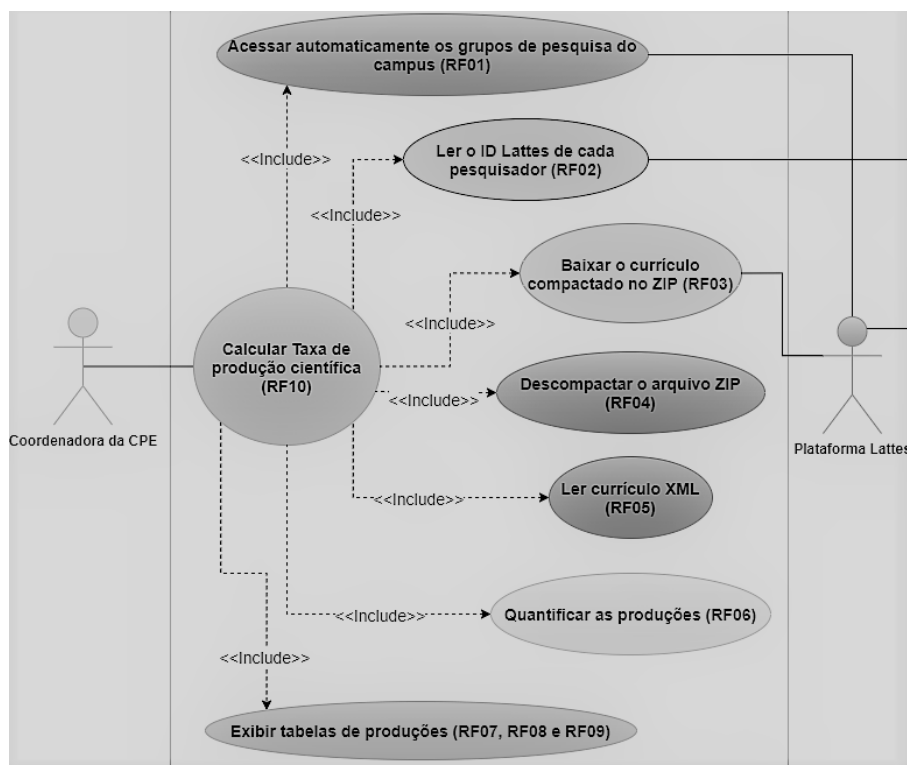 Acessar automaticamente os grupos de pesquisa do
campus (RF01)
<<Include>>
Ler o ID Lattes de cada
pesquisador (RF02)
<<Include>>
Baixar o currículo
compactado no ZIP (RF03)
<<Include>>
Calcular Taxa de
produção científica
(RF10)
Descompactar o arquivo ZIP
(RF04)
<<Include>>
Coordenadora da CPE
Plataforma Lattes
Ler currículo XML
(RF05)
<<Include>>
Quantificar as produções (RF06)
<<Include>>
<<Include>>
Exibir tabelas de produções (RF07, RF08 e RF09)